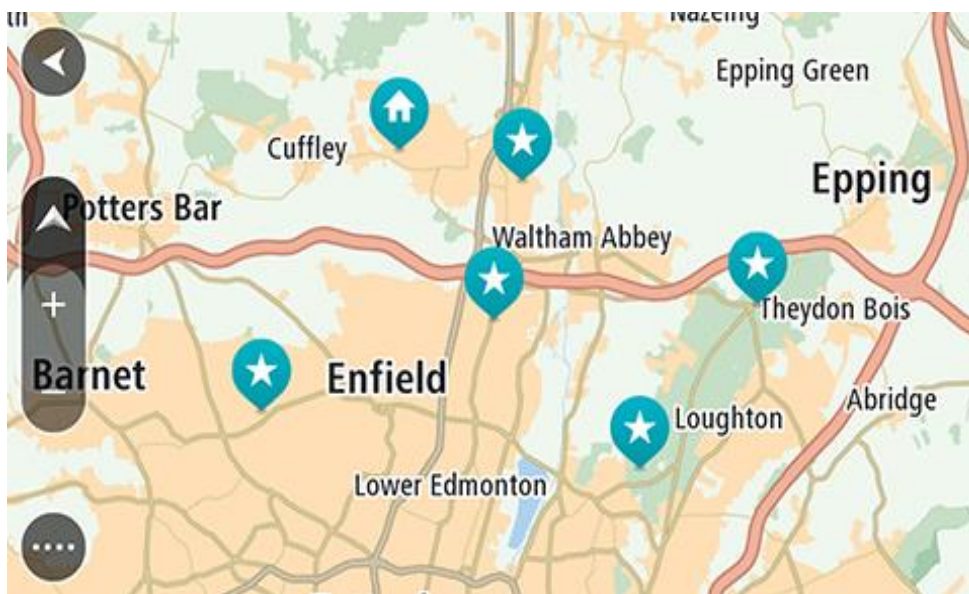 Nazeing
Epping Green
Cuffley
Epping
Potters Bar
Waltham Abbey
Theydon Bois
Barnet
Enfield
Abridge
Loughton
Lower Edmonton